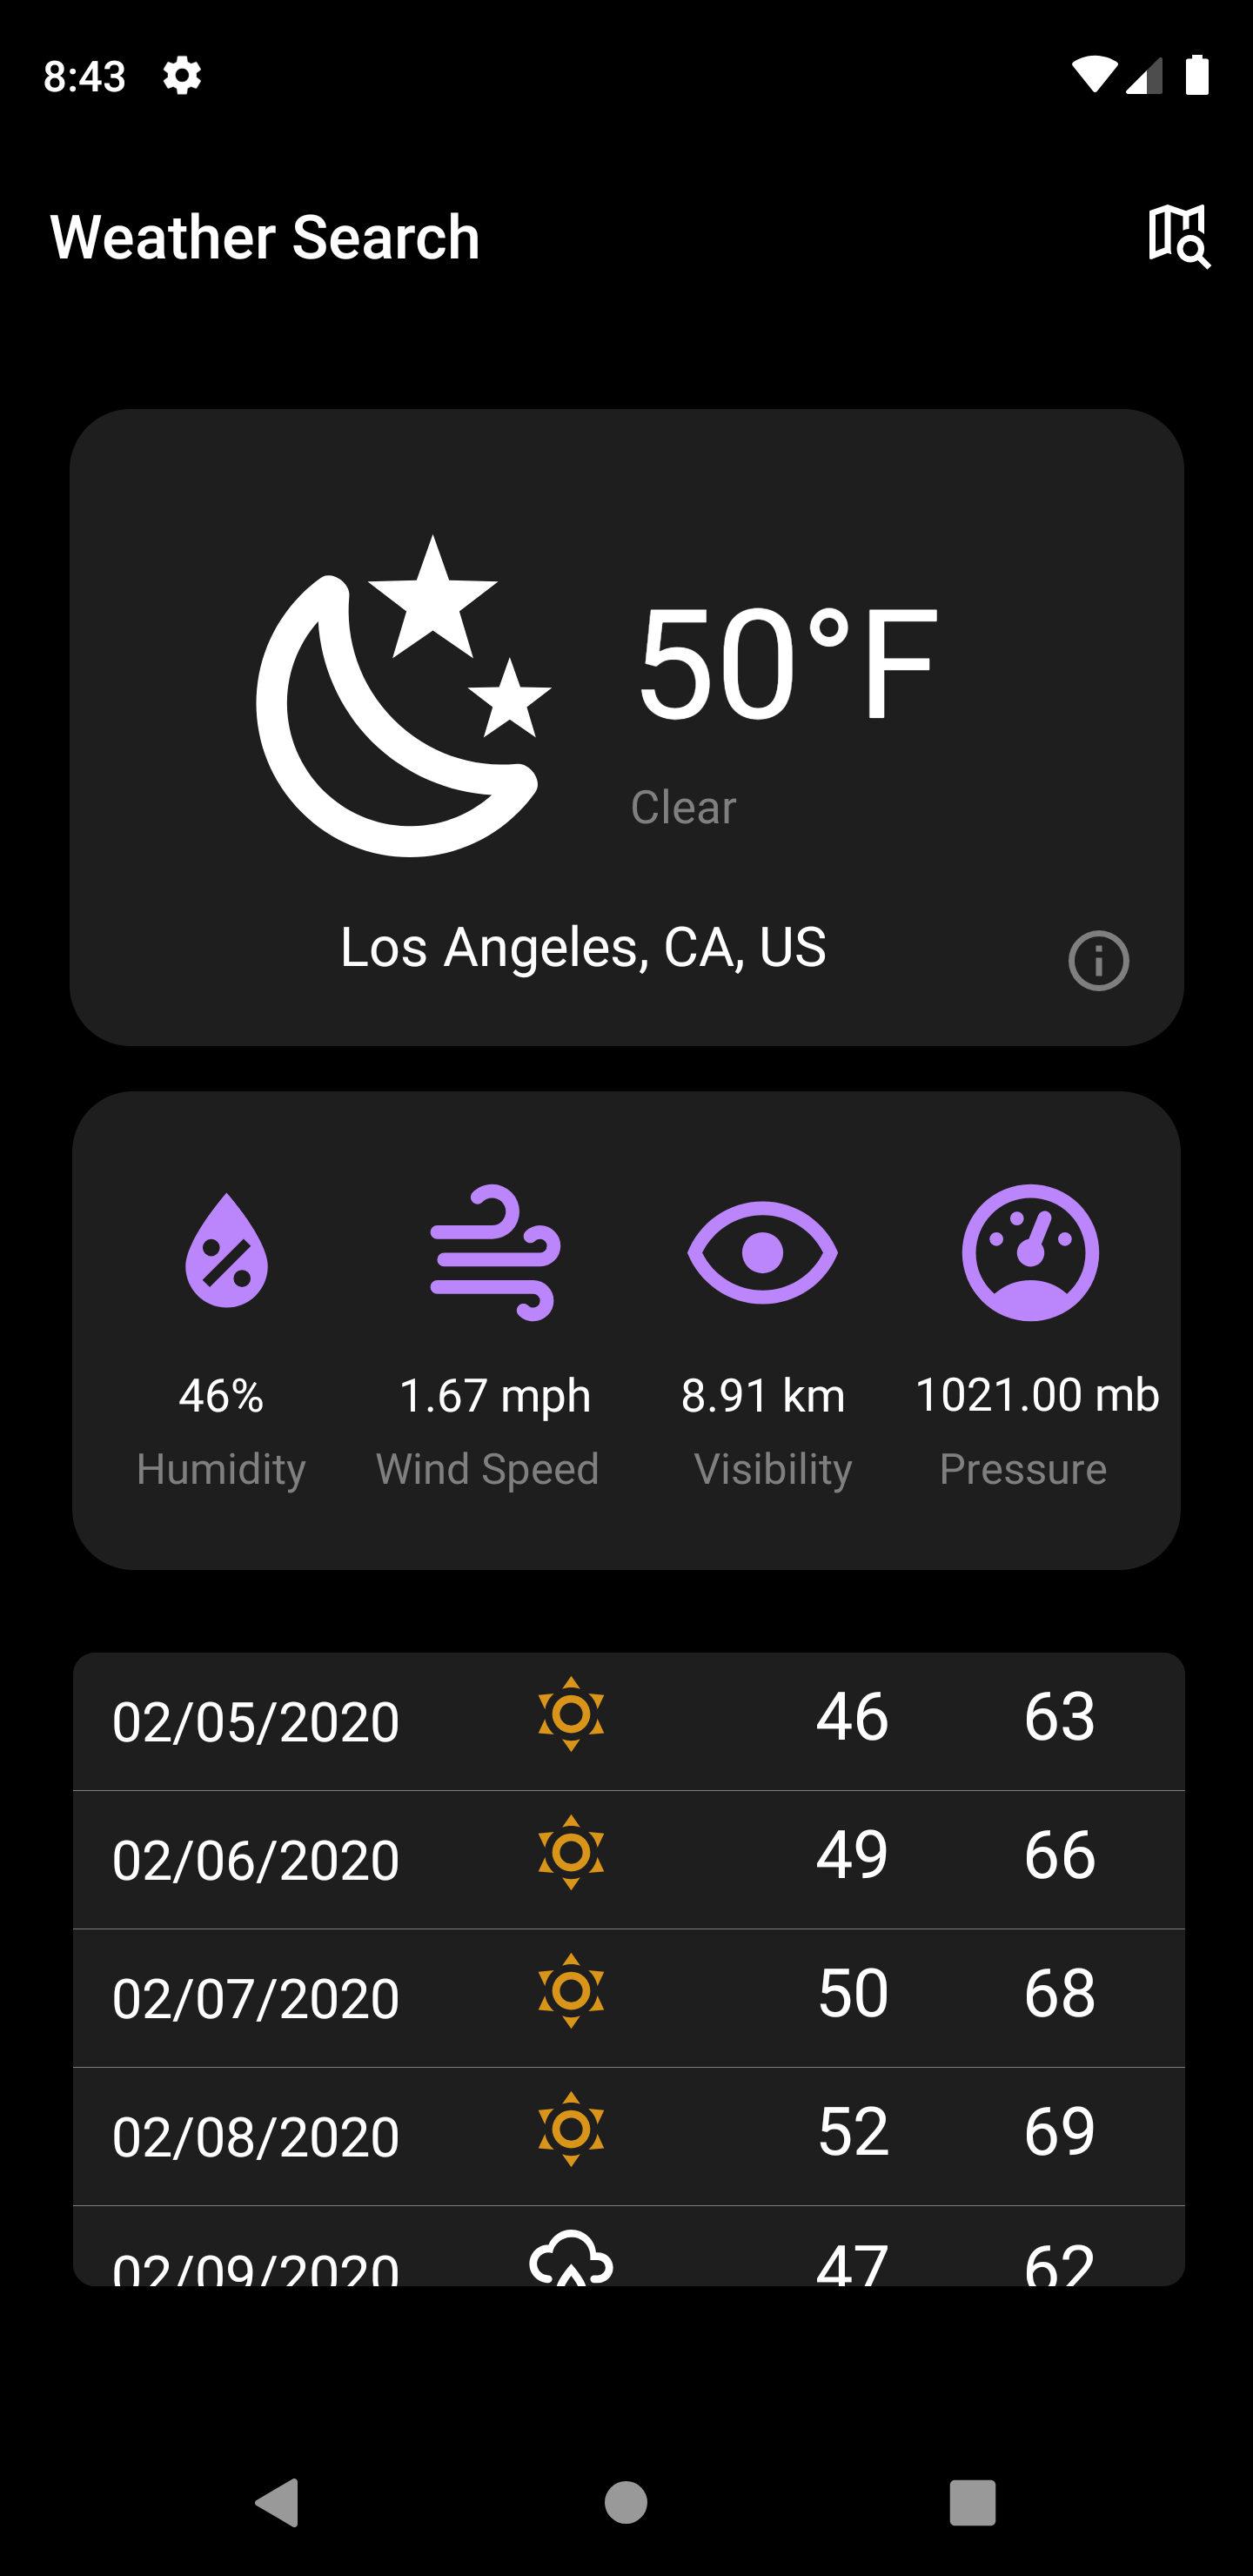 8:43
Weather Search
50°F
Clear
Los Angeles, CA, US
46% 1.67 mph 8.91 km 1021.00 mb
Humidity Wind Speed Visibility Pressure
02/05/2020 46 63
02/06/2020 49 66
02/07/2020 50 68
02/08/2020 52 69
02/09/2020 47 62